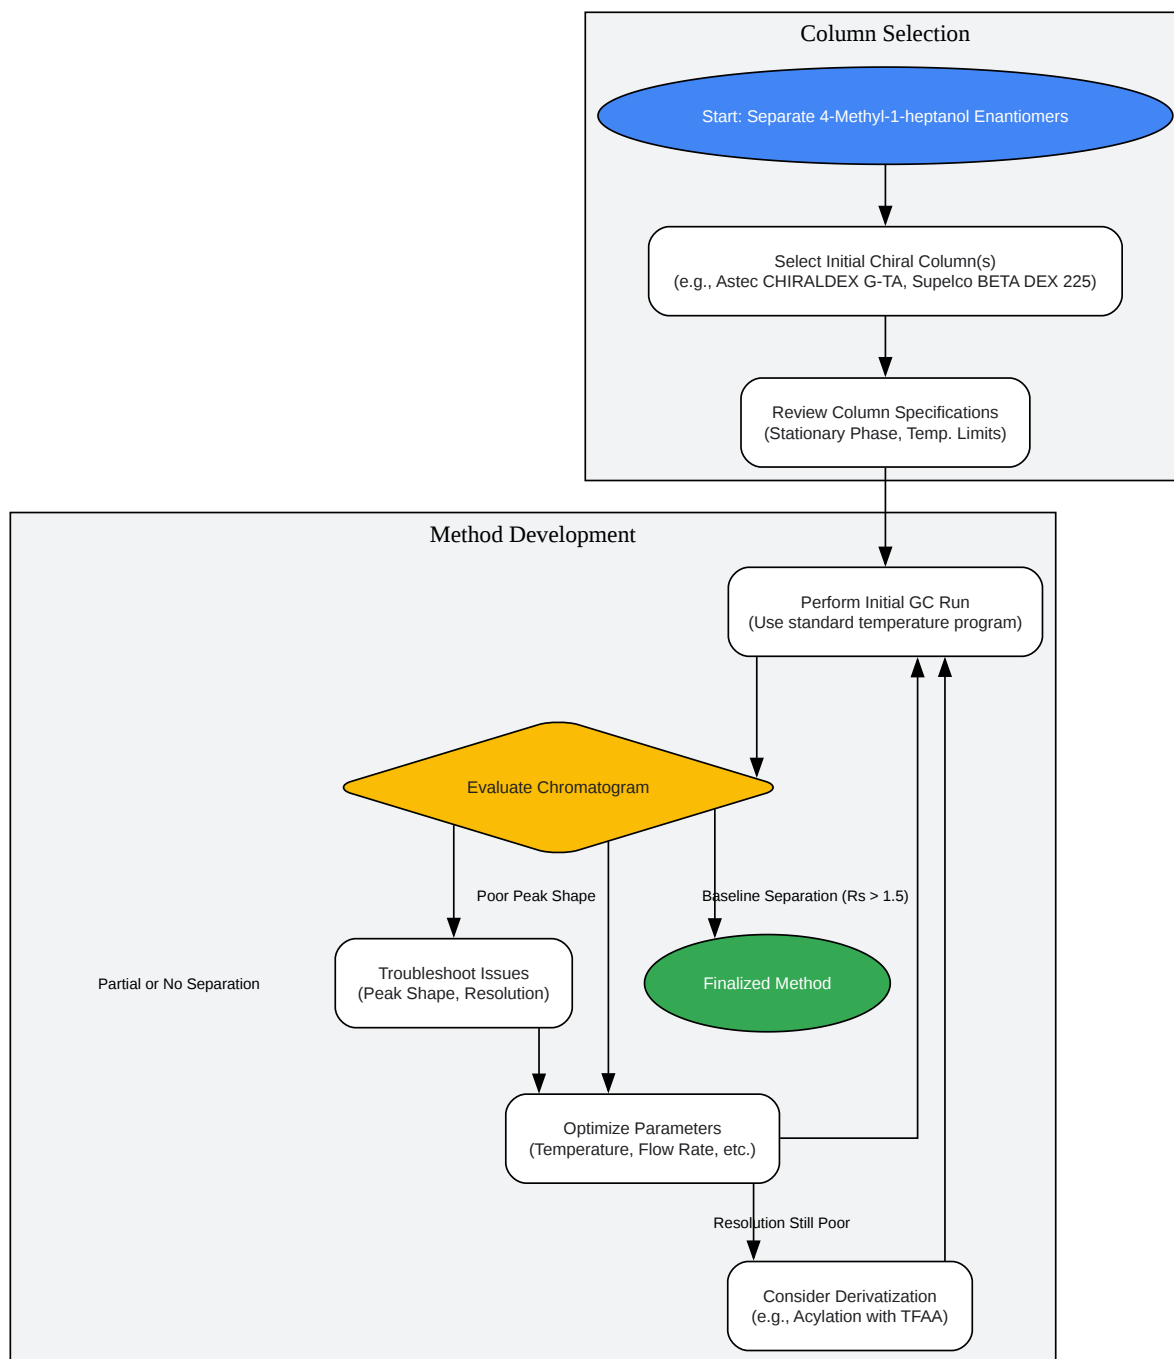 Column Selection
Start: Separate 4-Methyl-1-heptanol Enantiomers
Select Initial Chiral Column(s)
(e.g., Astec CHIRALDEX G-TA, Supelco BETA DEX 225)
Review Column Specifications
(Stationary Phase, Temp. Limits)
Method Development
Perform Initial GC Run
(Use standard temperature program)
Evaluate Chromatogram
Poor Peak Shape
Baseline Separation (Rs > 1.5)
Partial or No Separation
Troubleshoot Issues
(Peak Shape, Resolution)
Finalized Method
Optimize Parameters
(Temperature, Flow Rate, etc.)
Resolution Still Poor
Consider Derivatization
(e.g., Acylation with TFAA)